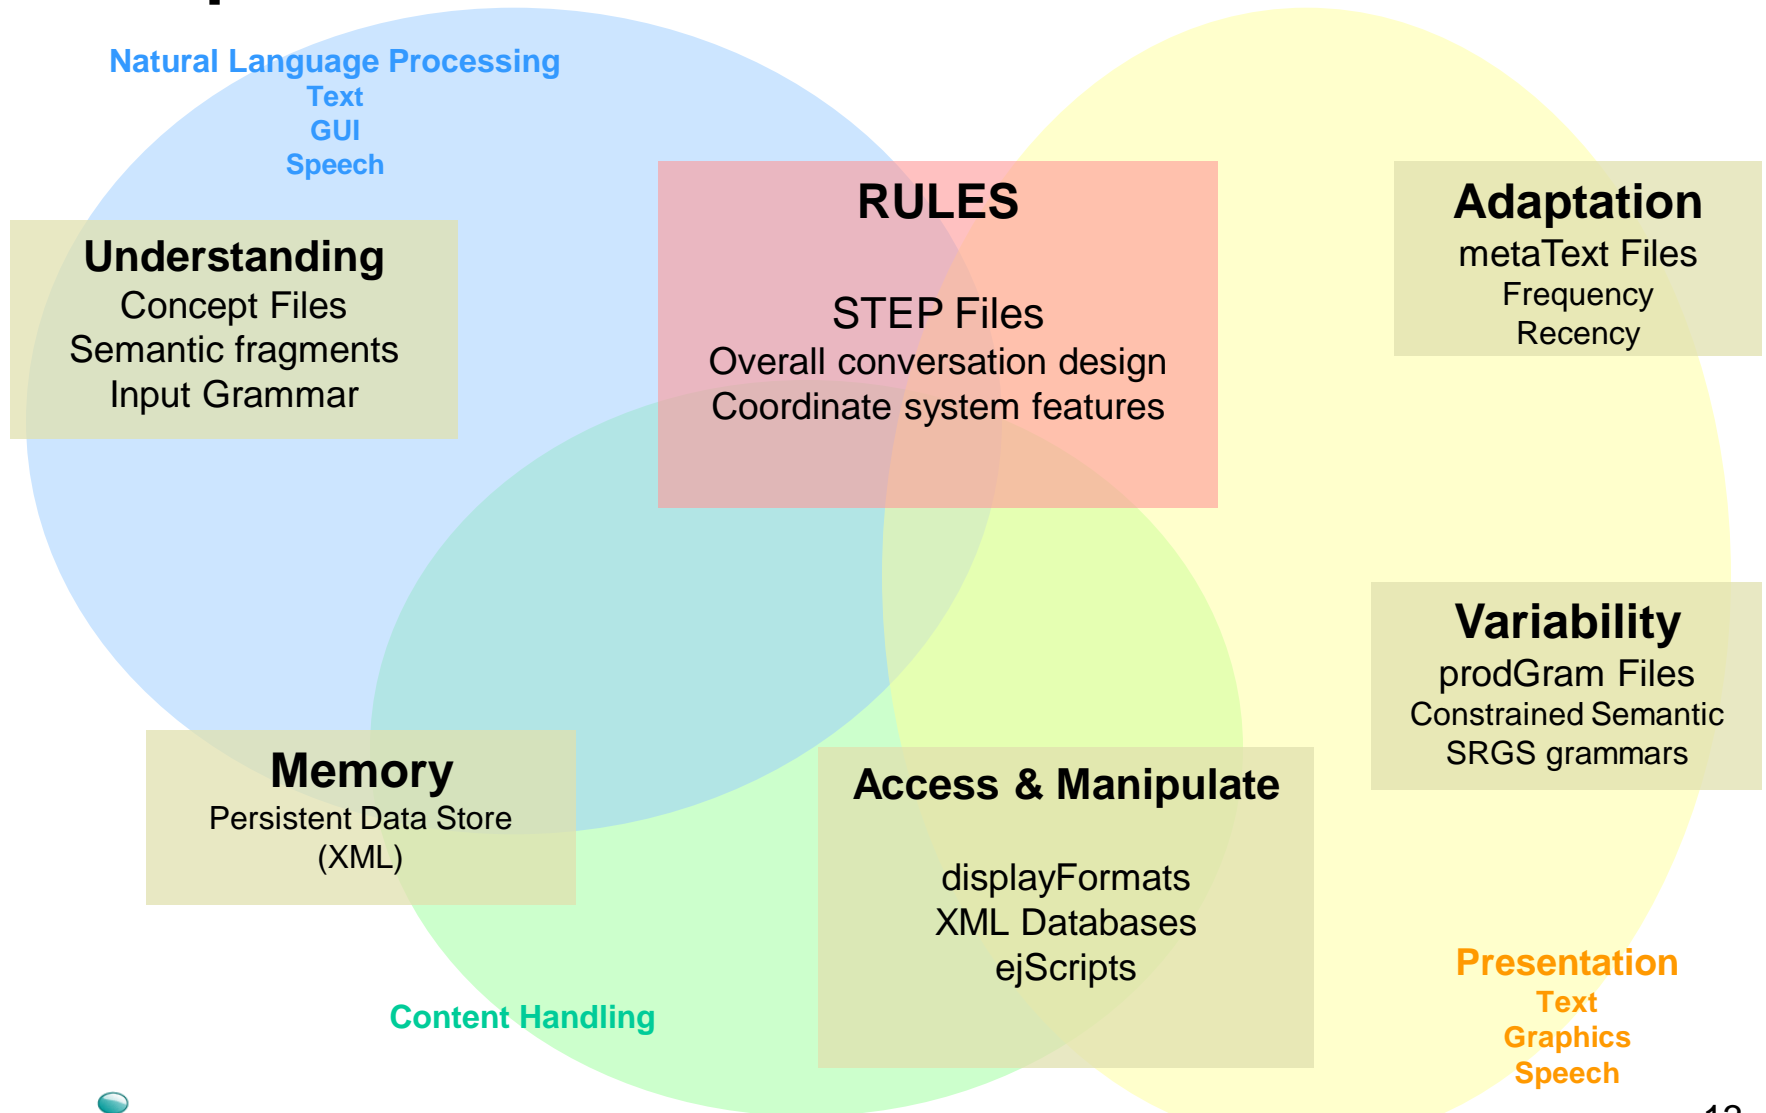 Natural Language Processing
Text
GUI
Speech
RULES
STEP Files
Overall conversation design
Coordinate system features
Adaptation
metaText Files
Frequency
Recency
Understanding
Concept Files
Semantic fragments
Input Grammar
Variability
prodGram Files
Constrained Semantic
SRGS grammars
Memory
Persistent Data Store
(XML)
Access & Manipulate
displayFormats
XML Databases
ejScripts
Content Handling
Presentation
Text
Graphics
Speech